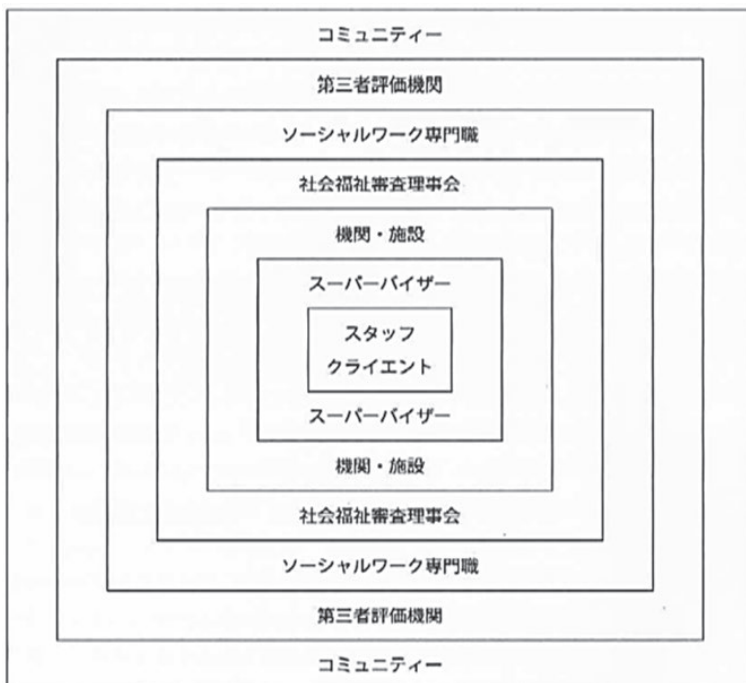 コミュニティー
第三者評価機関
ソーシャルワーク専門職
社会福祉審査理事会
機関・施設
スーパーバイザー
スタッフ
クライエント
スーパーバイザー
機関・施設
社会福祉審査理事会
ソーシャルワーク専門職
第三者評価機関
コミュニティー